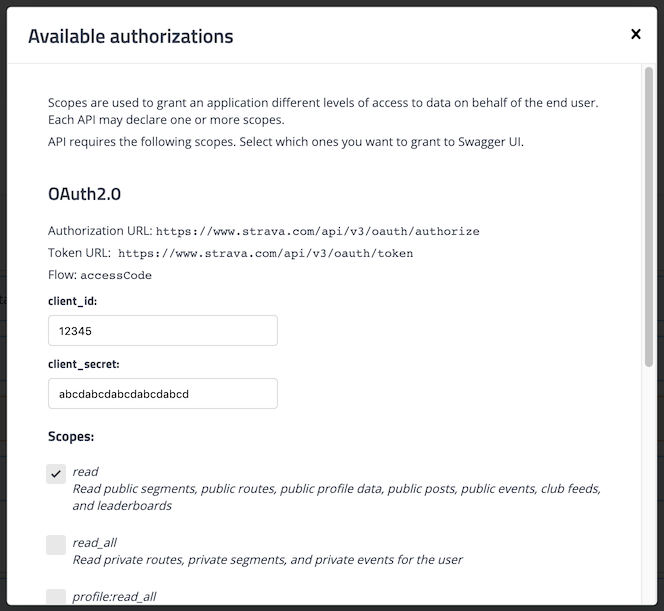 Available authorizations
Scopes are used to grant an application different levels of access to data on behalf of the end user.
Each API may declare one or more scopes.
API requires the following scopes. Select which ones you want to grant to Swagger UI.
OAuth2.0
Authorization URL: https://www.strava.com/api/v3/oauth/authorize
Token URL: https://www.strava.com/api/v3/oauth/token
Flow: accessCode
client_id:
12345
client_secret:
abcdabcdabcdabcdabcd
Scopes:
read
Read public segments, public routes, public profile data, public posts, public events, club feeds,
and leaderboards
read_all
Read private routes, private segments, and private events for the user
profile:read_all